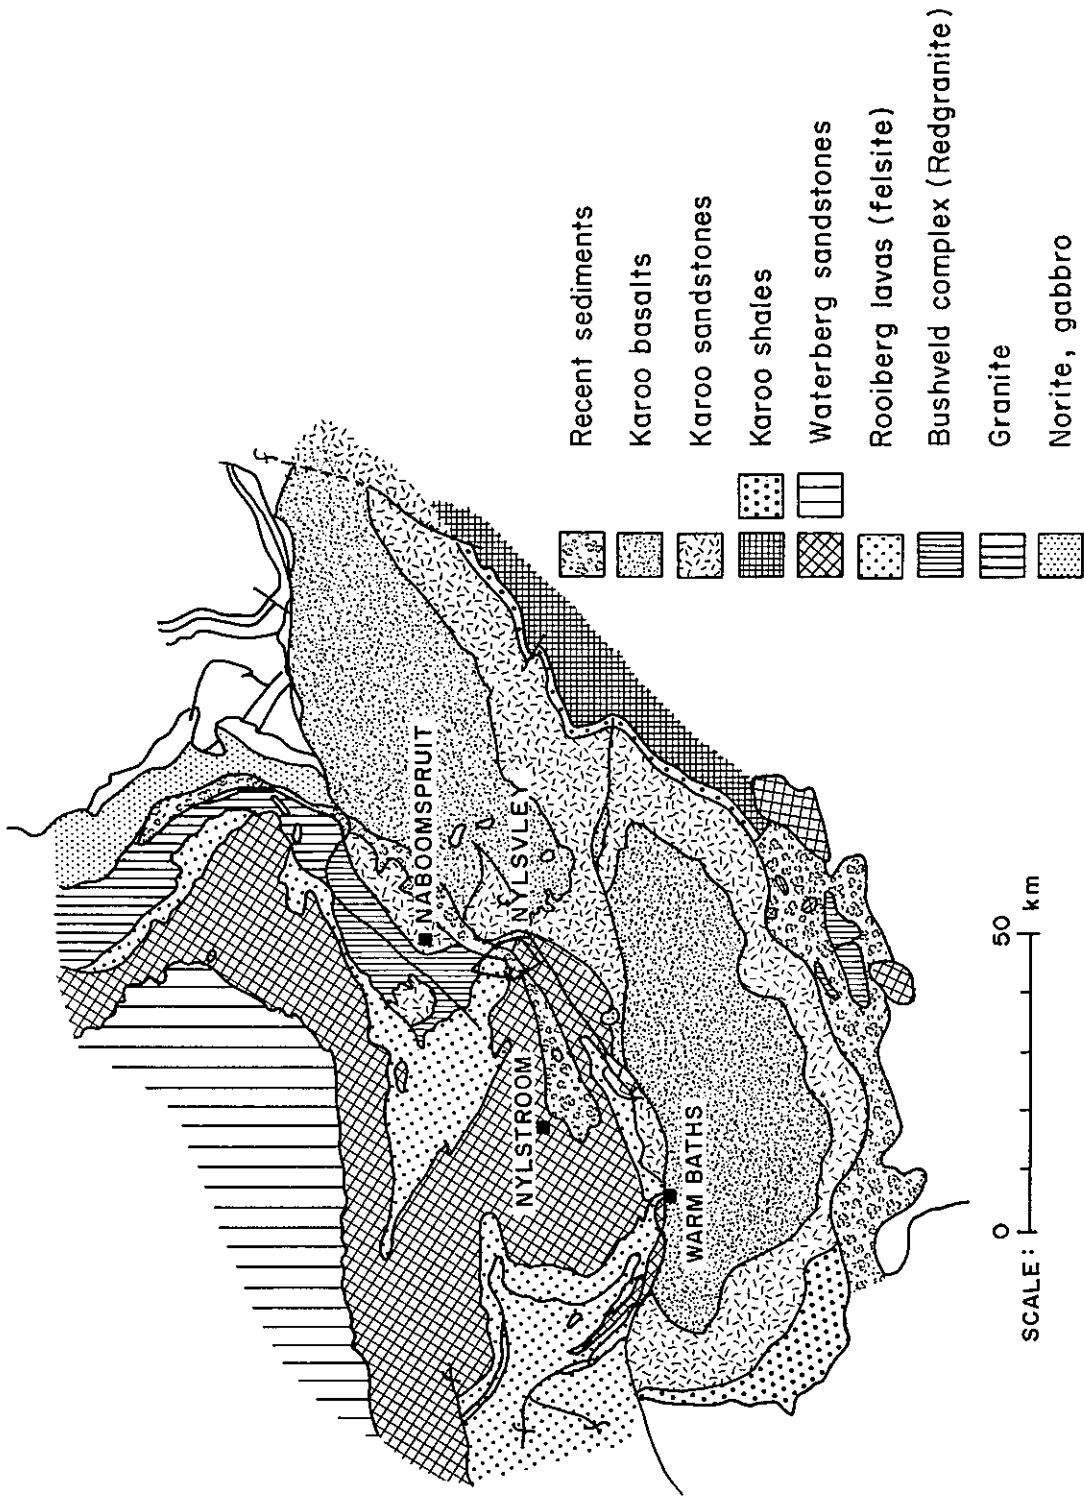 NABOOMSPRUIT
NYLSVLEY
NYLSTROOM
WARM BATHS
f
f
f
Recent sediments
Karoo basalts
Karoo sandstones
Karoo shales
Waterberg sandstones
Rooiberg lavas (felsite)
Bushveld complex (Redgranite)
Granite
Norite, gabbro
SCALE: 0 50 km